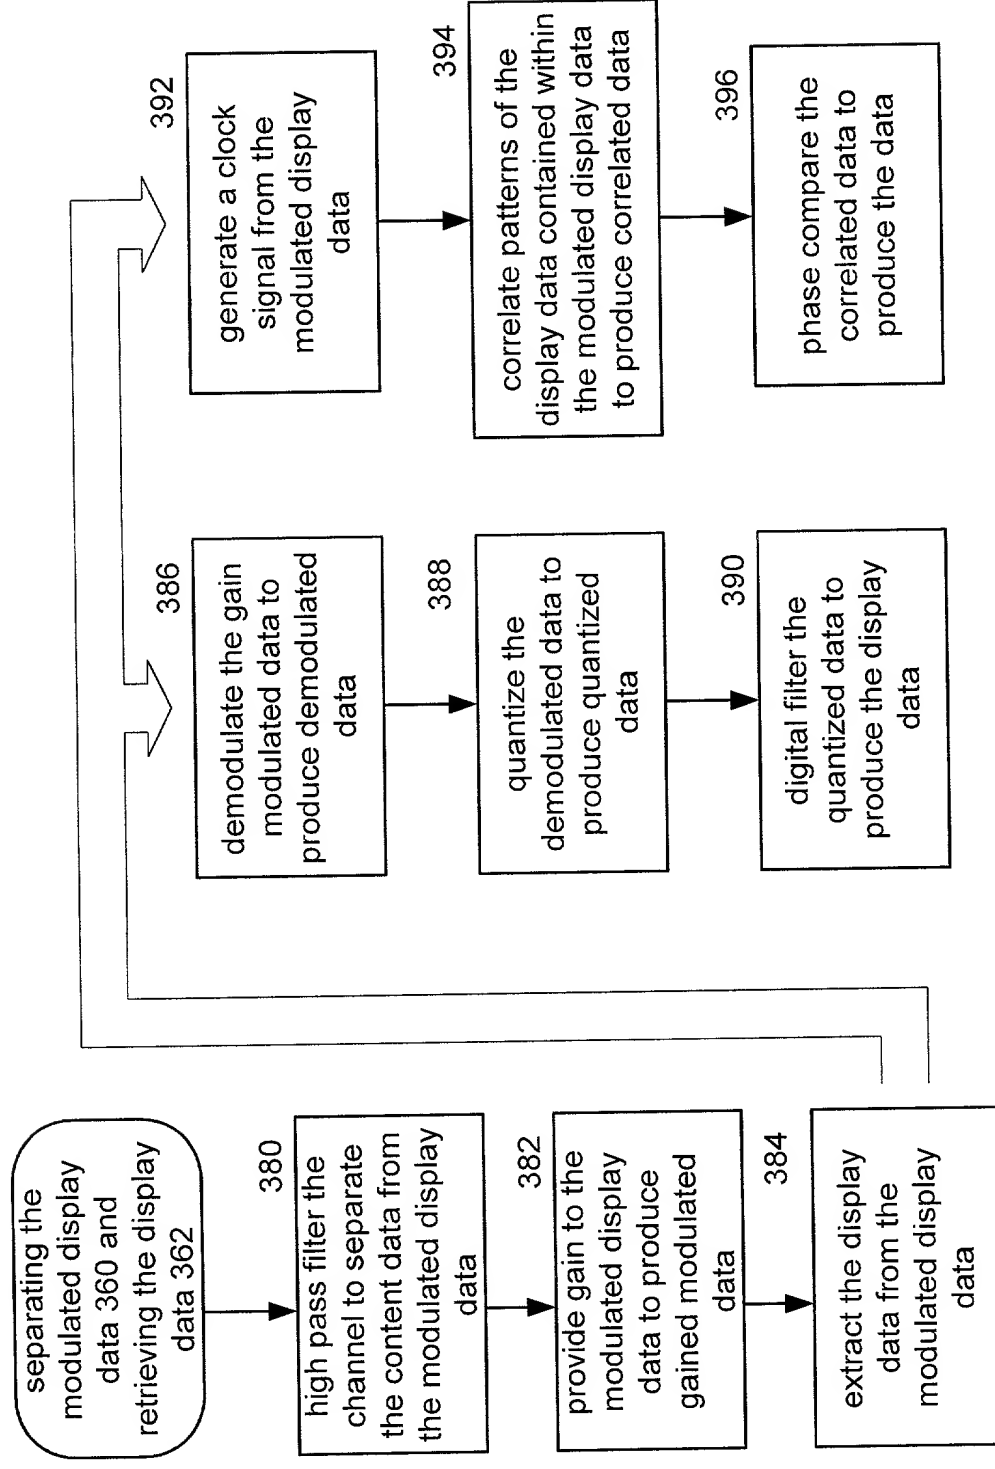 separating the
modulated display
data 360 and
retrieving the display
data 362
380
high pass filter the
channel to separate
the content data from
the modulated display
data
382
provide gain to the
modulated display
data to produce
gained modulated
data
384
extract the display
data from the
modulated display
data
386
demodulate the gain
modulated data to
produce demodulated
data
388
quantize the
demodulated data to
produce quantized
data
390
digital filter the
quantized data to
produce the display
data
392
generate a clock
signal from the
modulated display
data
394
correlate patterns of the
display data contained within
the modulated display data
to produce correlated data
396
phase compare the
correlated data to
produce the data